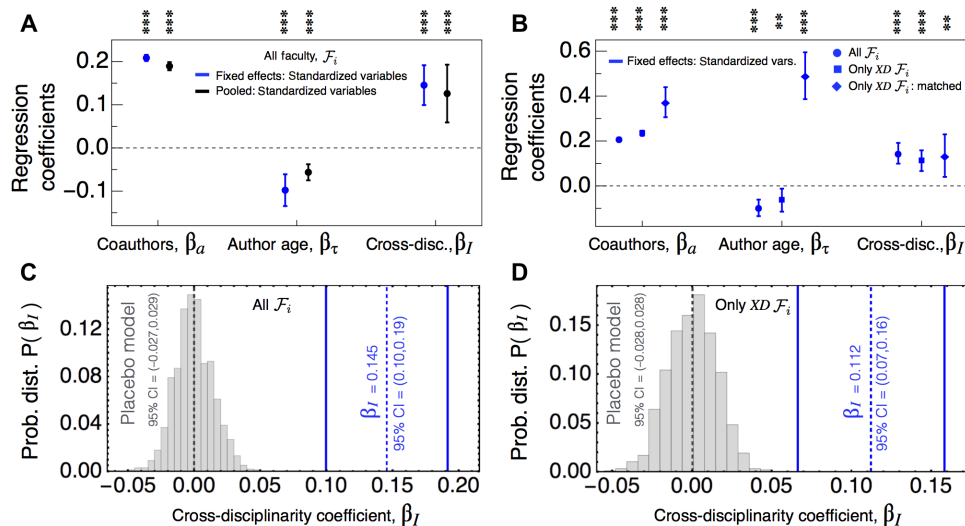 A
*** *** *** *** *** ***
All faculty, ℱi
Fixed effects: Standardized variables
Pooled: Standardized variables
Regression coefficients
0.2
0.1
0.0
−0.1
Coauthors, βa
Author age, βτ
Cross-disc., βI
B
*** *** *** *** ** *** *** *** **
Fixed effects: Standardized vars.
All ℱi
Only XD ℱi
Only XD ℱi: matched
Regression coefficients
0.6
0.4
0.2
0.0
Coauthors, βa
Author age, βτ
Cross-disc., βI
C
All ℱi
Placebo model
95% CI = (-0.027,0.029)
βI = 0.145
95% CI = (0.10,0.19)
Prob. dist. P( βI )
0.12
0.08
0.04
0.00
−0.05 0.00 0.05 0.10 0.15 0.20
Cross-disciplinarity coefficient, βI
D
Only XD ℱi
Placebo model
95% CI = (-0.028,0.028)
βI = 0.112
95% CI = (0.07,0.16)
Prob. dist. P( βI )
0.15
0.10
0.05
0.00
−0.05 0.00 0.05 0.10 0.15
Cross-disciplinarity coefficient, βI